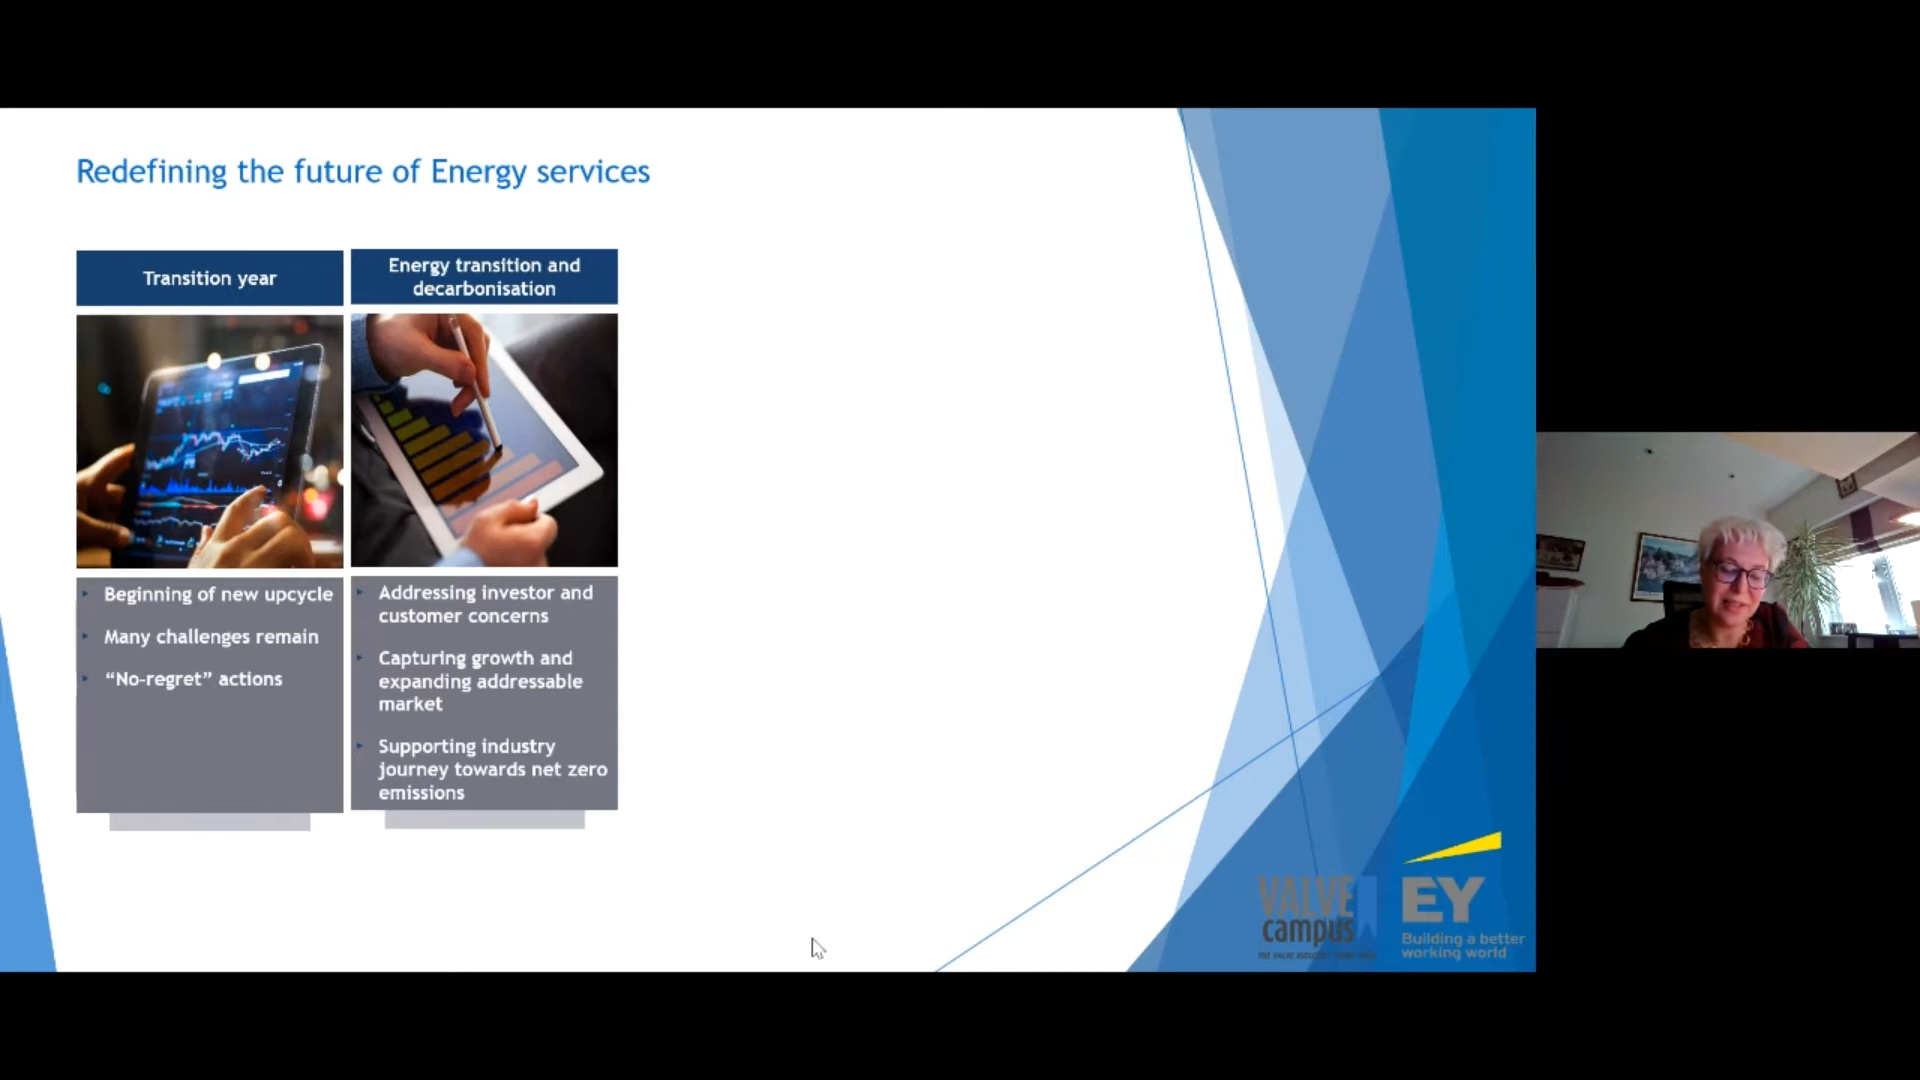 Redefining the future of Energy services
Transition year
Beginning of new upcycle
Many challenges remain
“No-regret” actions
Energy transition and
decarbonisation
Addressing investor and
customer concerns
Capturing growth and
expanding addressable
market
Supporting industry
journey towards net zero
emissions
VALVE
campus
EY
Building a better
working world